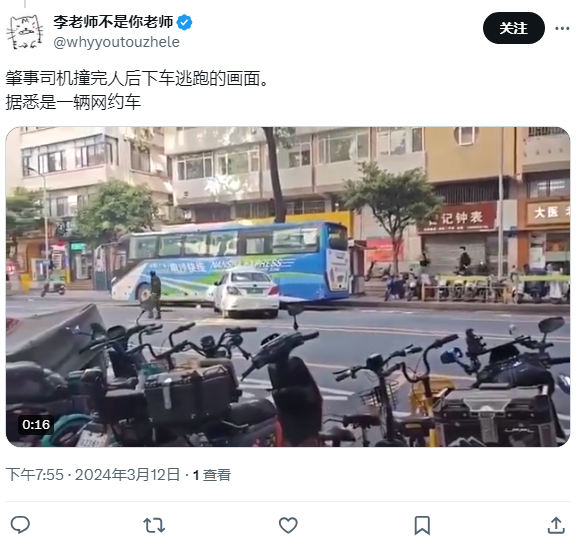 李老师不是你老师
@whyyoutouzhele
关注
肇事司机撞完人后下车逃跑的画面。
据悉是一辆网约车
NANSHA EXPRESS
记钟表
大医
0:16
下午7:55 · 2024年3月12日 · 1 查看